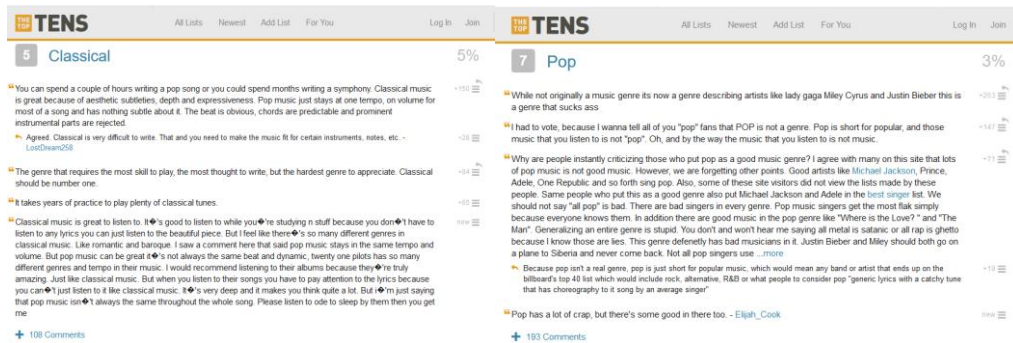 THE TOP TENS
All Lists Newest Add List For You Log In Join
5 Classical 5%
You can spend a couple of hours writing a pop song or you could spend months writing a symphony. Classical music
is great because of aesthetic subtleties, depth and expressiveness. Pop music just stays at one tempo, on volume for
most of a song and has nothing subtle about it. The beat is obvious, chords are predictable and prominent
instrumental parts are rejected.
+150
Agreed. Classical is very difficult to write. That and you need to make the music fit for certain instruments, notes, etc. -
LostDream258
+28
The genre that requires the most skill to play, the most thought to write, but the hardest genre to appreciate. Classical
should be number one.
+84
It takes years of practice to play plenty of classical tunes.
Classical music is great to listen to. It�'s good to listen to while you�'re studying n stuff because you don�'t have to
listen to any lyrics you can just listen to the beautiful piece. But I feel like there�'s so many different genres in
classical music. Like romantic and baroque. I saw a comment here that said pop music stays in the same tempo and
volume. But pop music can be great it�'s not always the same beat and dynamic, twenty one pilots has so many
different genres and tempo in their music. I would recommend listening to their albums because they�'re truly
amazing. Just like classical music. But when you listen to their songs you have to pay attention to the lyrics because
you can�'t just listen to it like classical music. It�'s very deep and it makes you think quite a lot. But i�'m just saying
that pop music isn�'t always the same throughout the whole song. Please listen to ode to sleep by them then you get
me
new
+ 108 Comments
THE TOP TENS
All Lists Newest Add List For You Log In Join
7 Pop 3%
While not originally a music genre its now a genre describing artists like lady gaga Miley Cyrus and Justin Bieber this is
a genre that sucks ass
+203
I had to vote, because I wanna tell all of you "pop" fans that POP is not a genre. Pop is short for popular, and those
music that you listen to is not "pop". Oh, and by the way the music that you listen to is not music.
+147
Why are people instantly criticizing those who put pop as a good music genre? I agree with many on this site that lots
of pop music is not good music. However, we are forgetting other points. Good artists like Michael Jackson, Prince,
Adele, One Republic and so forth sing pop. Also, some of these site visitors did not view the lists made by these
people. Same people who put this as a good genre also put Michael Jackson and Adele in the best singer list. We
should not say "all pop" is bad. There are bad singers in every genre. Pop music singers get the most flak simply
because everyone knows them. In addition there are good music in the pop genre like "Where is the Love? " and "The
Man". Generalizing an entire genre is stupid. You don't and won't hear me saying all metal is satanic or all rap is ghetto
because I know those are lies. This genre defenetly has bad musicians in it. Justin Bieber and Miley should both go on
a plane to Siberia and never come back. Not all pop singers use ...more
+71
Because pop isn't a real genre, pop is just short for popular music, which would mean any band or artist that ends up on the
billboard's top 40 list which would include rock, alternative, R&B or what people to consider pop "generic lyrics with a catchy tune
that has choreography to it song by an average singer"
+19
Pop has a lot of crap, but there's some good in there too. - Elijah_Cook
new
+ 193 Comments